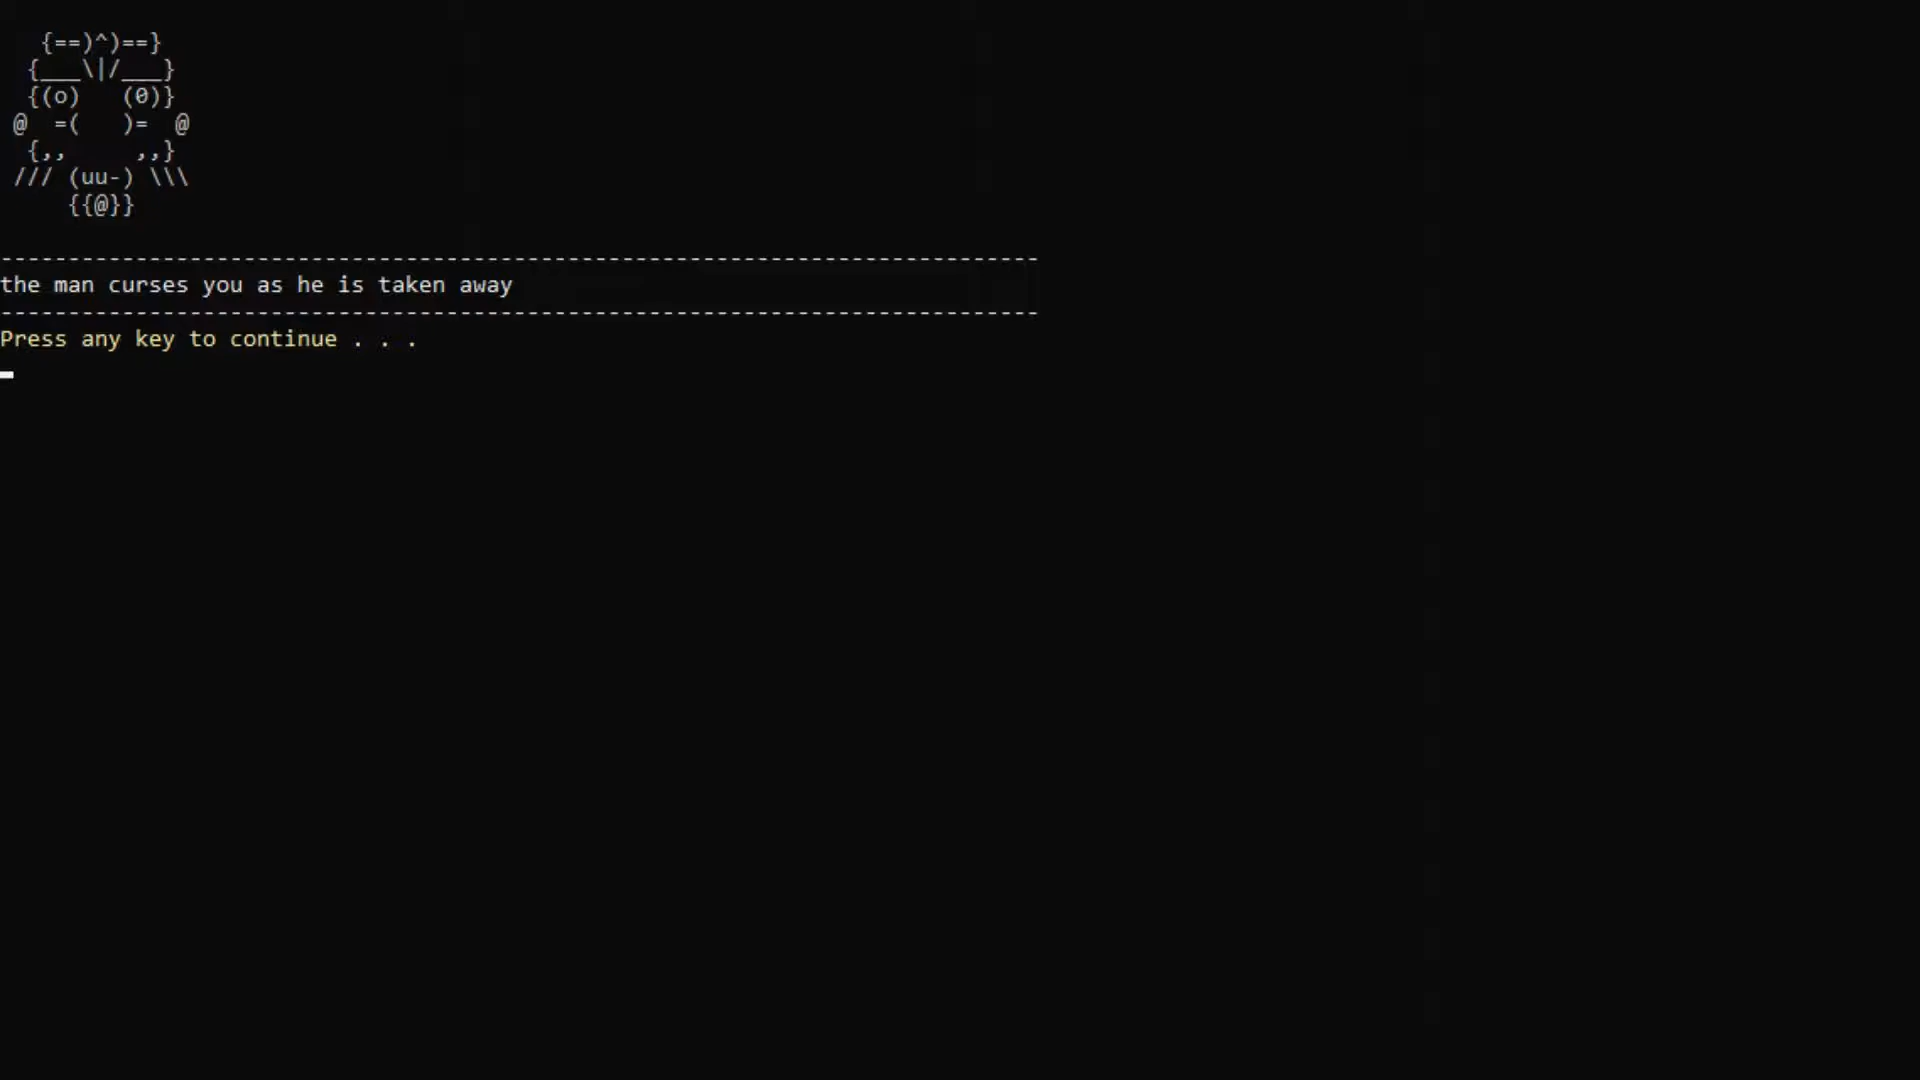 {==)^)==}
  {___\|/___}
  {(o)   (0)}
 @  =(   )=  @
  {,,     ,,}
 /// (uu-) \\\
     {{@}}
-----------------------------------------------------------------------------
the man curses you as he is taken away
-----------------------------------------------------------------------------
Press any key to continue . . .